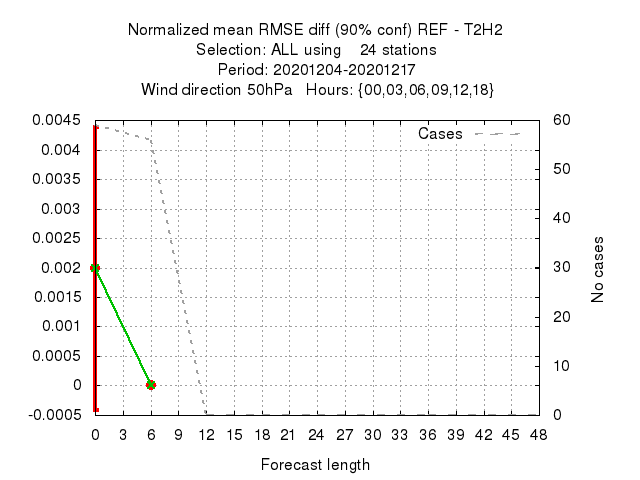 Normalized mean RMSE diff (90% conf) REF - T2H2
Selection: ALL using    24 stations
Period: 20201204-20201217
Wind direction 50hPa   Hours: {00,03,06,09,12,18}
Cases
0.0045
0.004
0.0035
0.003
0.0025
0.002
0.0015
0.001
0.0005
0
-0.0005
60
50
40
30
20
10
0
No cases
0 3 6 9 12 15 18 21 24 27 30 33 36 39 42 45 48
Forecast length